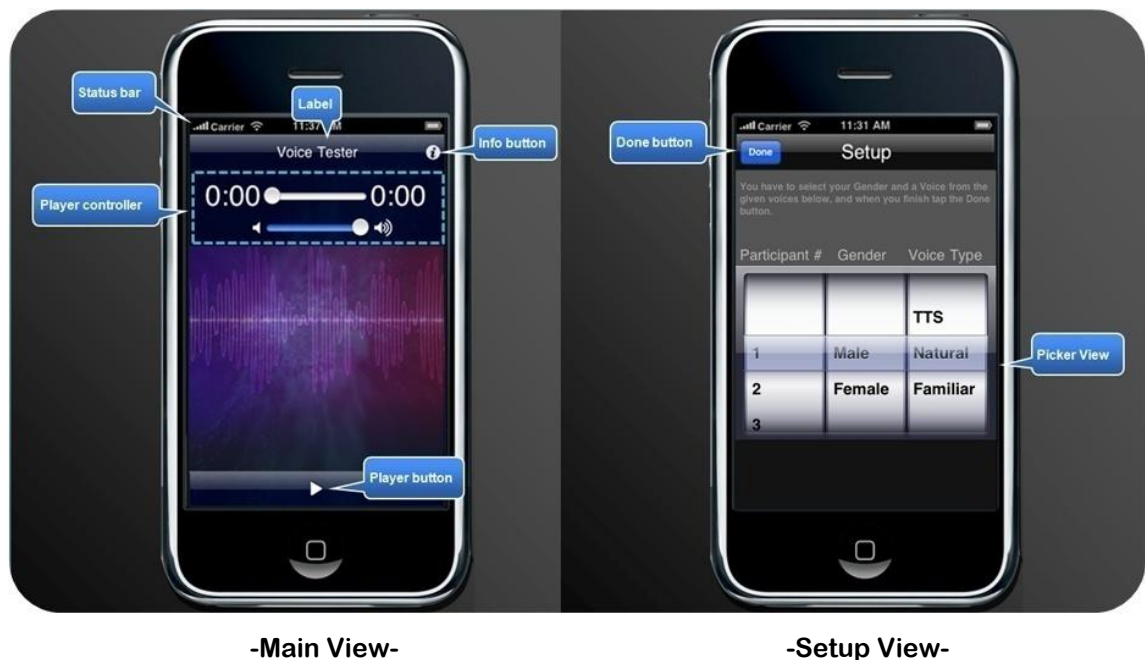 Status bar
Label
Carrier
11:37 AM
Voice Tester
Info button
Player controller
0:00
0:00
Player button
Carrier
11:31 AM
Done button
Done
Setup
You have to select your Gender and a Voice from the
given voices below, and when you finish tap the Done
button.
Participant # Gender Voice Type
TTS
1 Male Natural
Picker View
2 Female Familiar
3
-Main View-
-Setup View-